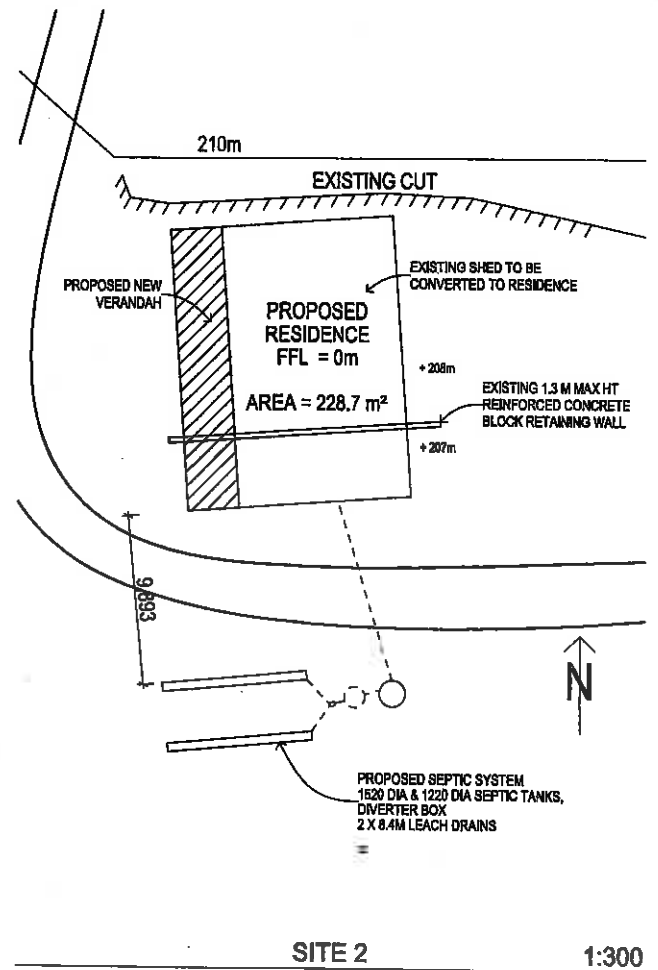 210m
EXISTING CUT
PROPOSED NEW
VERANDAH
EXISTING SHED TO BE
CONVERTED TO RESIDENCE
PROPOSED
RESIDENCE
FFL = 0m
AREA = 228.7 m²
+ 208m
EXISTING 1.3 M MAX HT
REINFORCED CONCRETE
BLOCK RETAINING WALL
+ 207m
9,893
N
PROPOSED SEPTIC SYSTEM
1520 DIA & 1220 DIA SEPTIC TANKS,
DIVERTER BOX
2 X 8.4M LEACH DRAINS
SITE 2
1:300